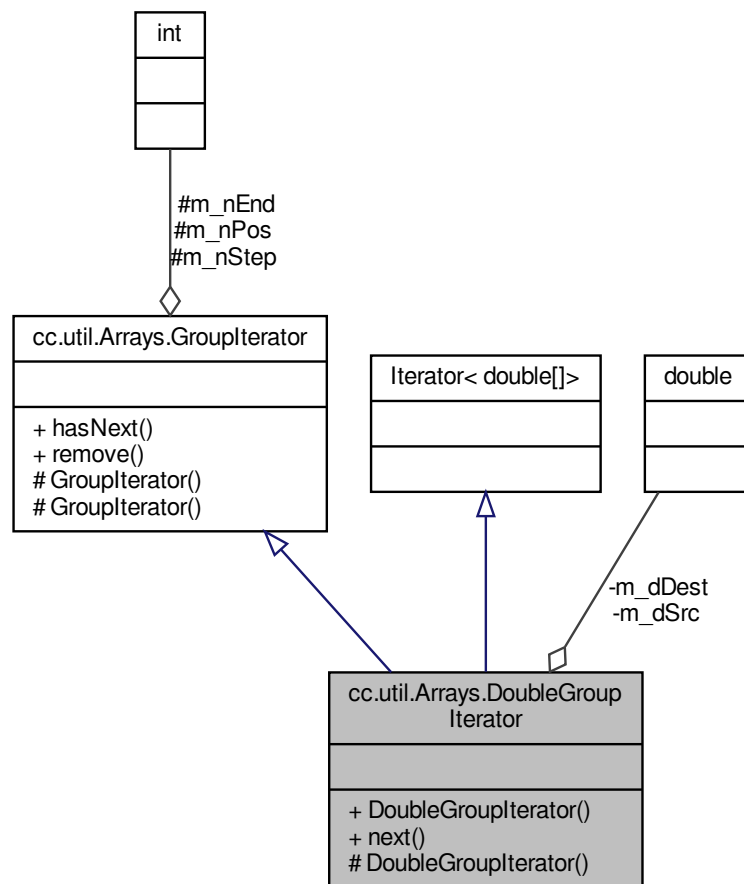 int
#m_nEnd
#m_nPos
#m_nStep
cc.util.Arrays.GroupIterator
+ hasNext()
+ remove()
# GroupIterator()
# GroupIterator()
Iterator< double[]>
double
-m_dDest
-m_dSrc
cc.util.Arrays.DoubleGroup
Iterator
+ DoubleGroupIterator()
+ next()
# DoubleGroupIterator()